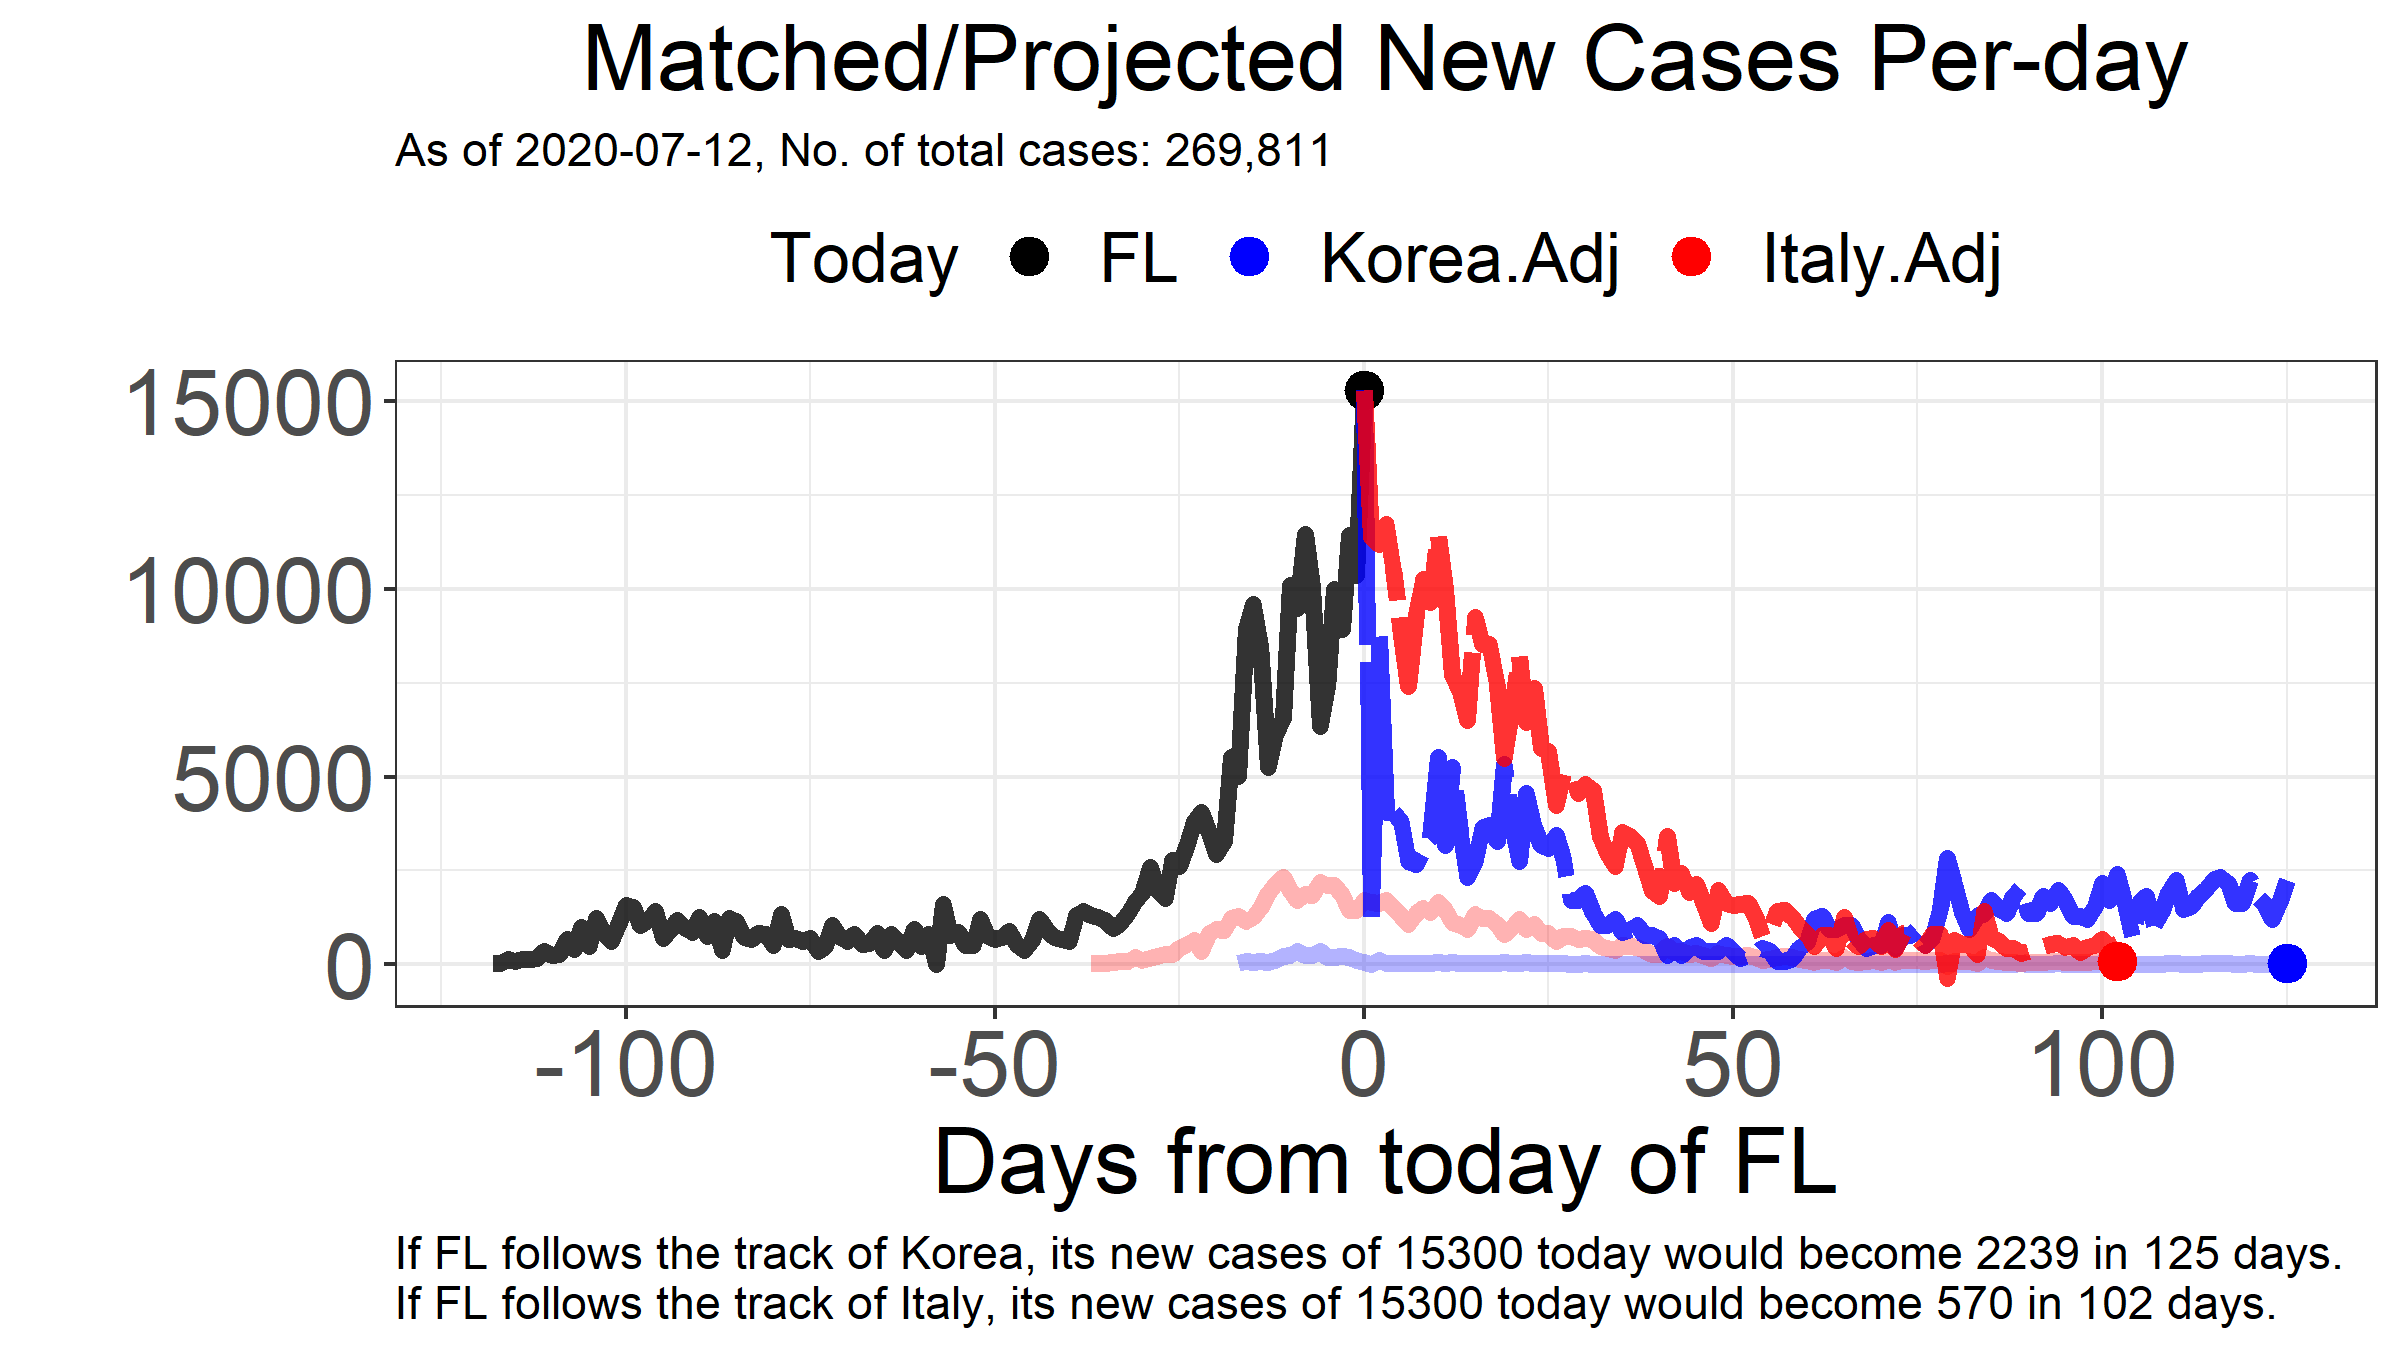 Matched/Projected New Cases Per-day
As of 2020-07-12, No. of total cases: 269,811
Today FL Korea.Adj Italy.Adj
15000
10000
5000
0
-100 -50 0 50 100
Days from today of FL
If FL follows the track of Korea, its new cases of 15300 today would become 2239 in 125 days.
If FL follows the track of Italy, its new cases of 15300 today would become 570 in 102 days.